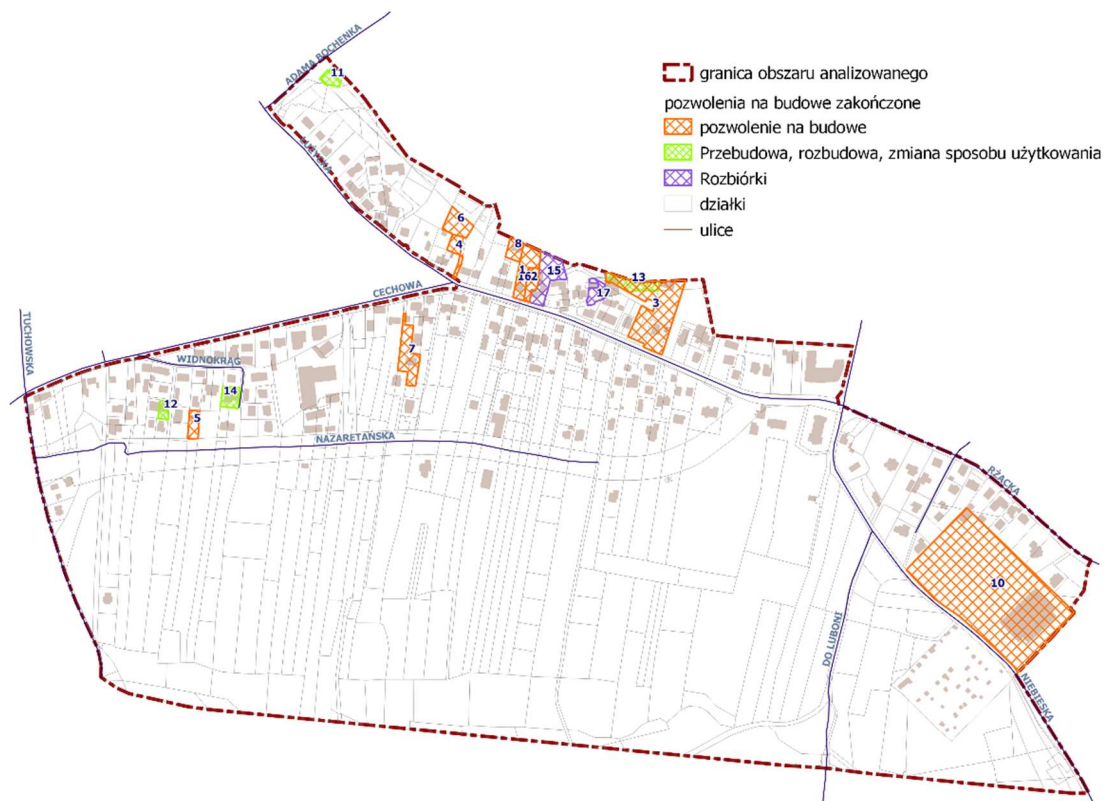 ADAMA BOCHENKA
11
granica obszaru analizowanego
pozwolenia na budowe zakończone
pozwolenie na budowe
Przebudowa, rozbudowa, zmiana sposobu użytkowania
Rozbiórki
działki
ulice
6
4
8
1
162
15
13
17
3
CECHOWA
TUCHOWSKA
WIDNOKRĄG
7
14
12
5
NAZARETAŃSKA
RŻĄCKA
10
DO LUBONI
NIEBIESKA